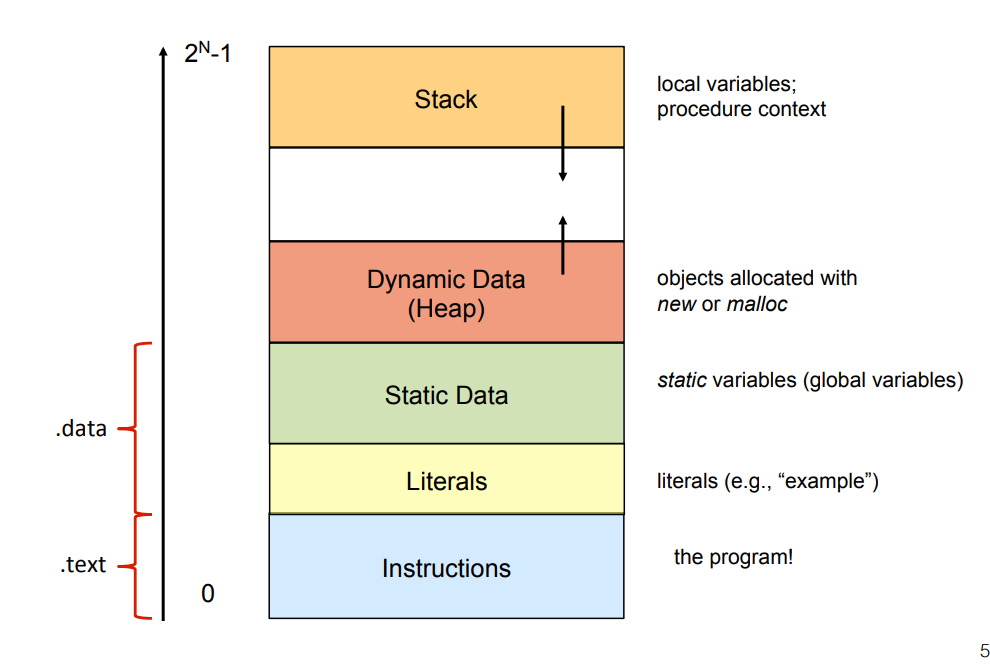 2ᴺ-1
Stack
local variables;
procedure context
Dynamic Data
(Heap)
objects allocated with
new or malloc
Static Data
static variables (global variables)
.data
Literals
literals (e.g., “example”)
.text
Instructions
the program!
0
5